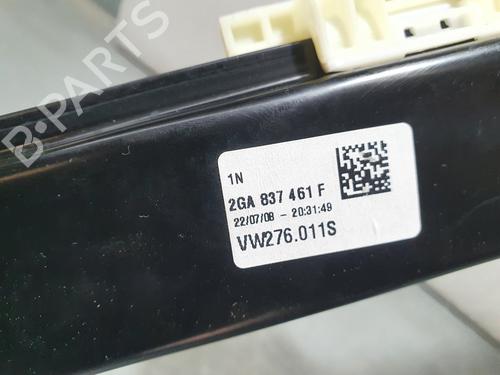 B-PARTS
1N
2GA 837 461 F
22/07/08 - 20:31:49
VW276.011S